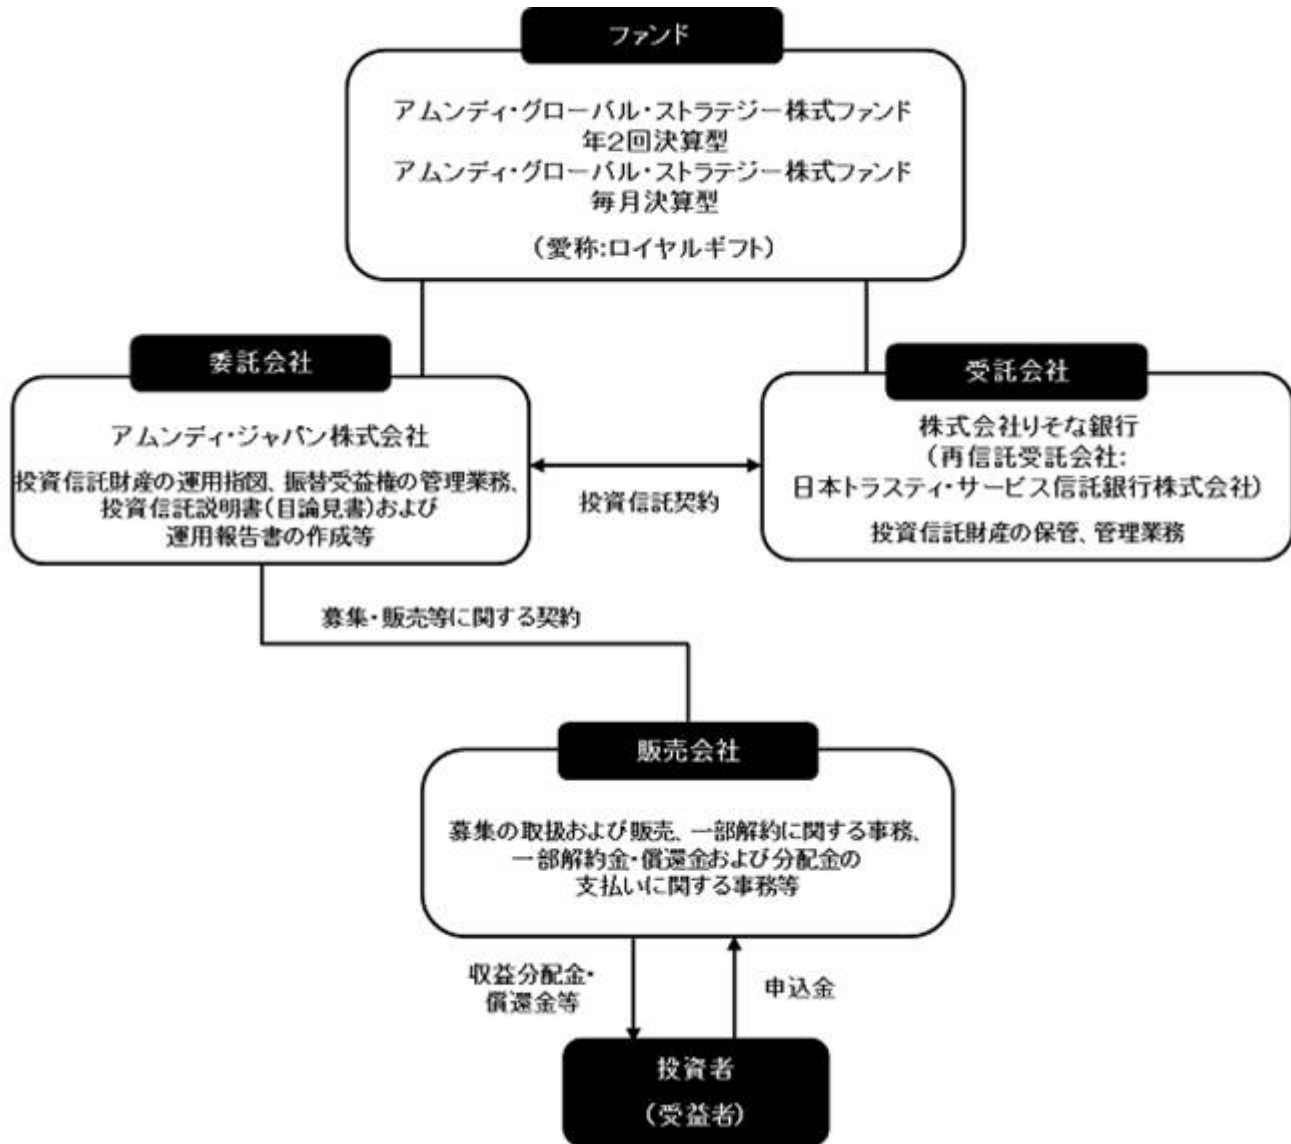 ファンド
アムンディ・グローバル・ストラテジー株式ファンド
年2回決算型
アムンディ・グローバル・ストラテジー株式ファンド
毎月決算型
(愛称:ロイヤルギフト)
委託会社
アムンディ・ジャパン株式会社
投資信託財産の運用指図、振替受益権の管理業務、
投資信託説明書(目論見書)および
運用報告書の作成等
投資信託契約
受託会社
株式会社りそな銀行
(再信託受託会社:
日本トラスティ・サービス信託銀行株式会社)
投資信託財産の保管、管理業務
募集・販売等に関する契約
販売会社
募集の取扱および販売、一部解約に関する事務、
一部解約金・償還金および分配金の
支払いに関する事務等
収益分配金・
償還金等
申込金
投資者
(受益者)